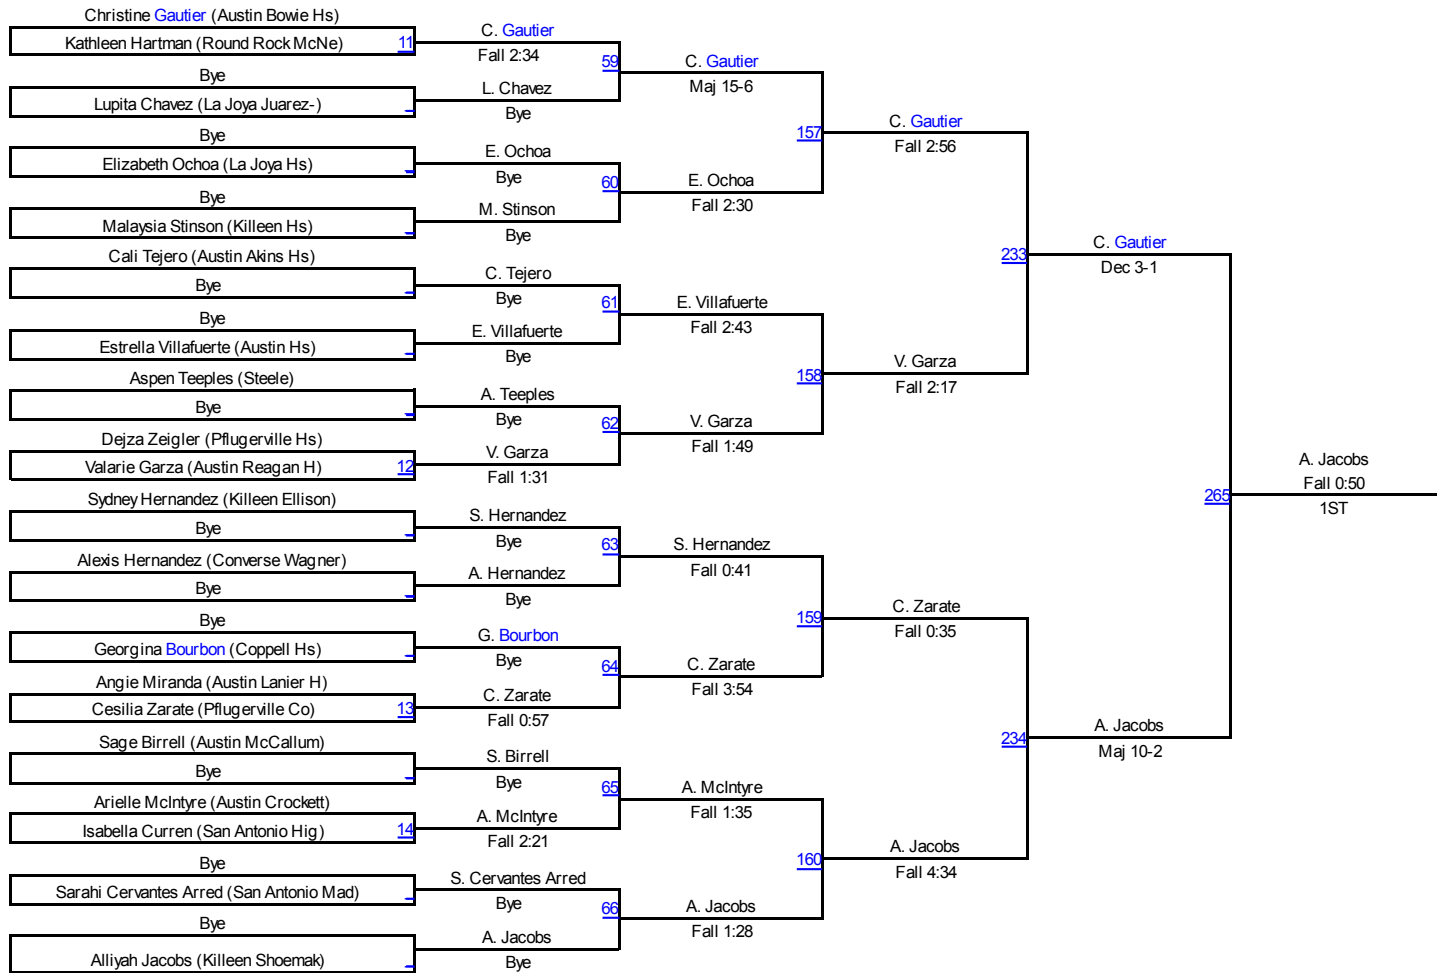 Christine Gautier (Austin Bowie Hs)
Kathleen Hartman (Round Rock McNe) 11
Bye
Lupita Chavez (La Joya Juarez-)
Bye
Elizabeth Ochoa (La Joya Hs)
Bye
Malaysia Stinson (Killeen Hs)
Cali Tejero (Austin Akins Hs)
Bye
Bye
Estrella Villafuerte (Austin Hs)
Aspen Teeples (Steele)
Bye
Dejza Zeigler (Pflugerville Hs)
Valarie Garza (Austin Reagan H) 12
Sydney Hernandez (Killeen Ellison)
Bye
Alexis Hernandez (Converse Wagner)
Bye
Bye
Georgina Bourbon (Coppell Hs)
Angie Miranda (Austin Lanier H)
Cesilia Zarate (Pflugerville Co) 13
Sage Birrell (Austin McCallum)
Bye
Arielle McIntyre (Austin Crockett)
Isabella Curren (San Antonio Hig) 14
Bye
Sarahi Cervantes Arred (San Antonio Mad)
Bye
Alliyah Jacobs (Killeen Shoemak)
C. Gautier
Fall 2:34
59
L. Chavez
Bye
E. Ochoa
Bye
60
M. Stinson
Bye
C. Tejero
Bye
61
E. Villafuerte
Bye
A. Teeples
Bye
62
V. Garza
Fall 1:31
S. Hernandez
Bye
63
A. Hernandez
Bye
G. Bourbon
Bye
64
C. Zarate
Fall 0:57
S. Birrell
Bye
65
A. McIntyre
Fall 2:21
S. Cervantes Arred
Bye
66
A. Jacobs
Bye
C. Gautier
Maj 15-6
157
E. Ochoa
Fall 2:30
E. Villafuerte
Fall 2:43
158
V. Garza
Fall 1:49
S. Hernandez
Fall 0:41
159
C. Zarate
Fall 3:54
A. McIntyre
Fall 1:35
160
A. Jacobs
Fall 1:28
C. Gautier
Fall 2:56
233
V. Garza
Fall 2:17
C. Zarate
Fall 0:35
234
A. Jacobs
Fall 4:34
C. Gautier
Dec 3-1
265
A. Jacobs
Maj 10-2
A. Jacobs
Fall 0:50
1ST